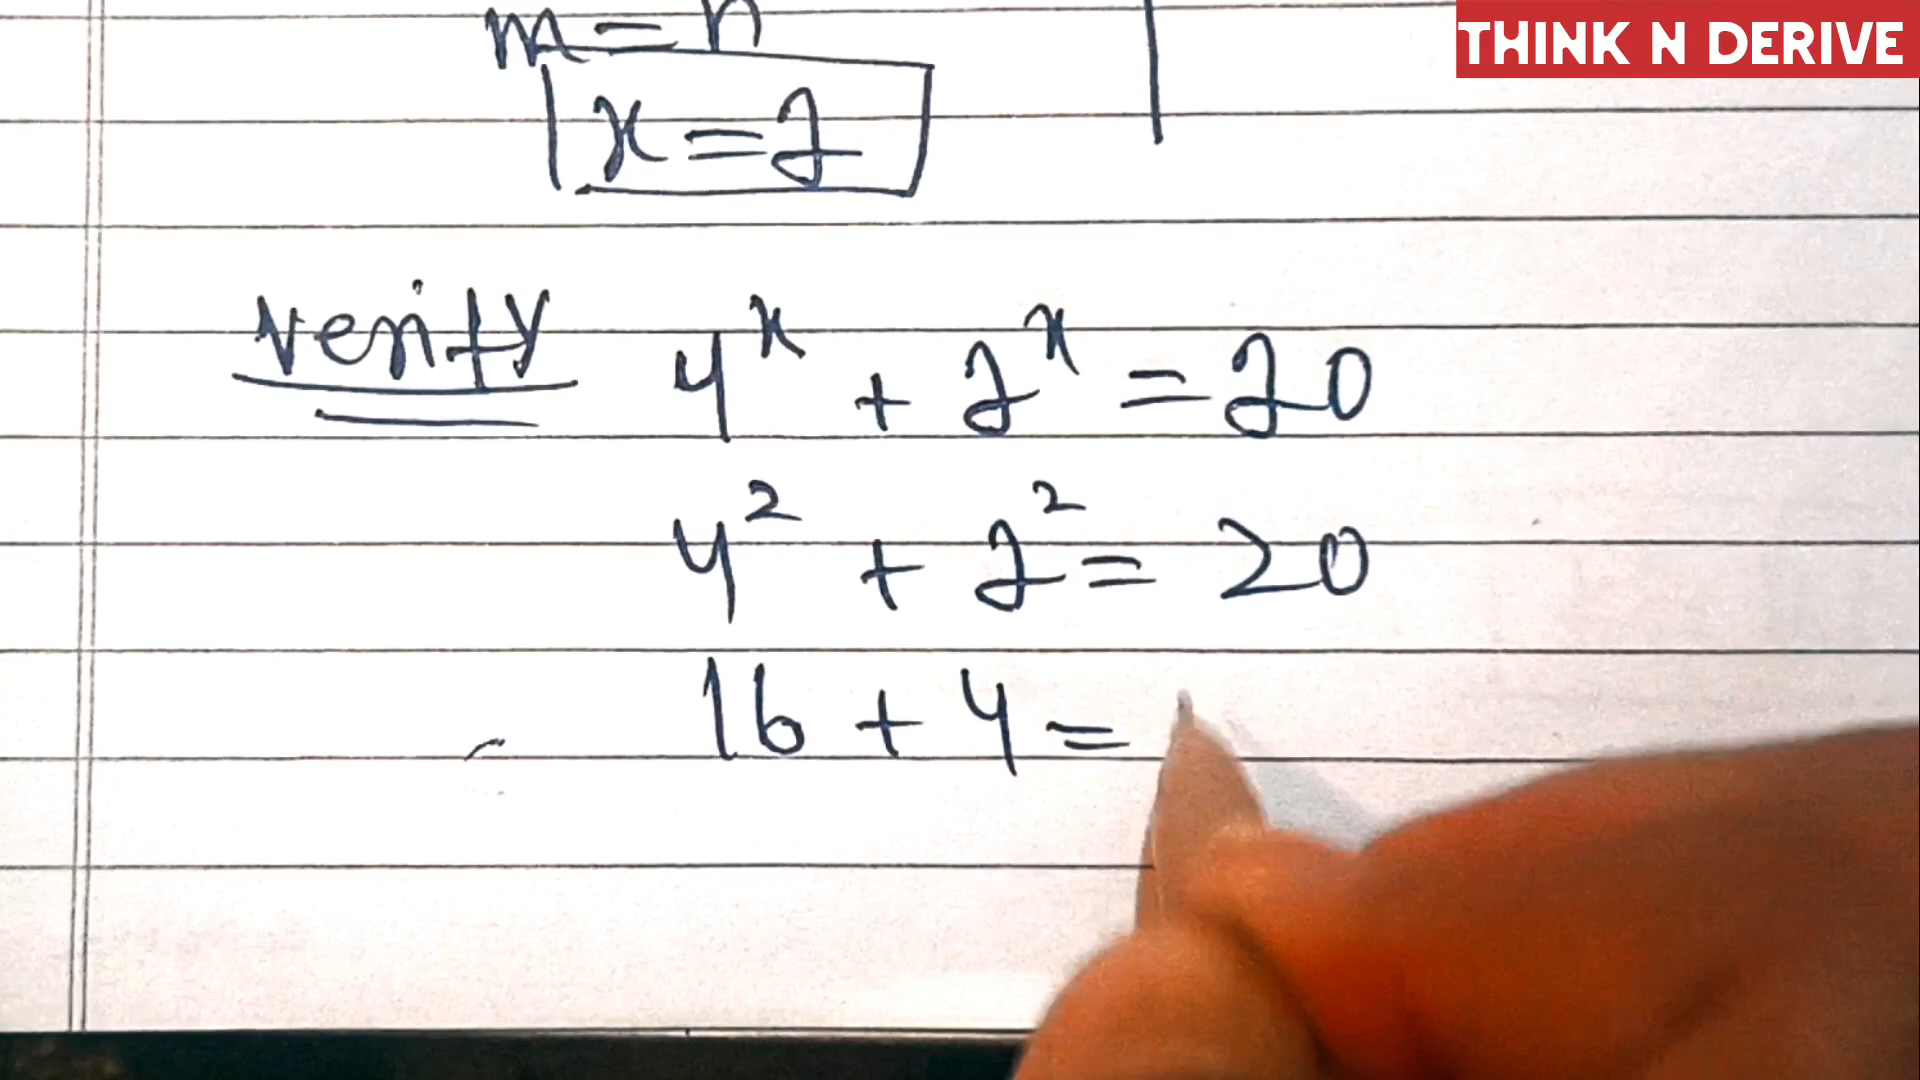 THINK N DERIVE
m = n
x = 2
verify 4^x + 2^x = 20
4^2 + 2^2 = 20
16 + 4 =